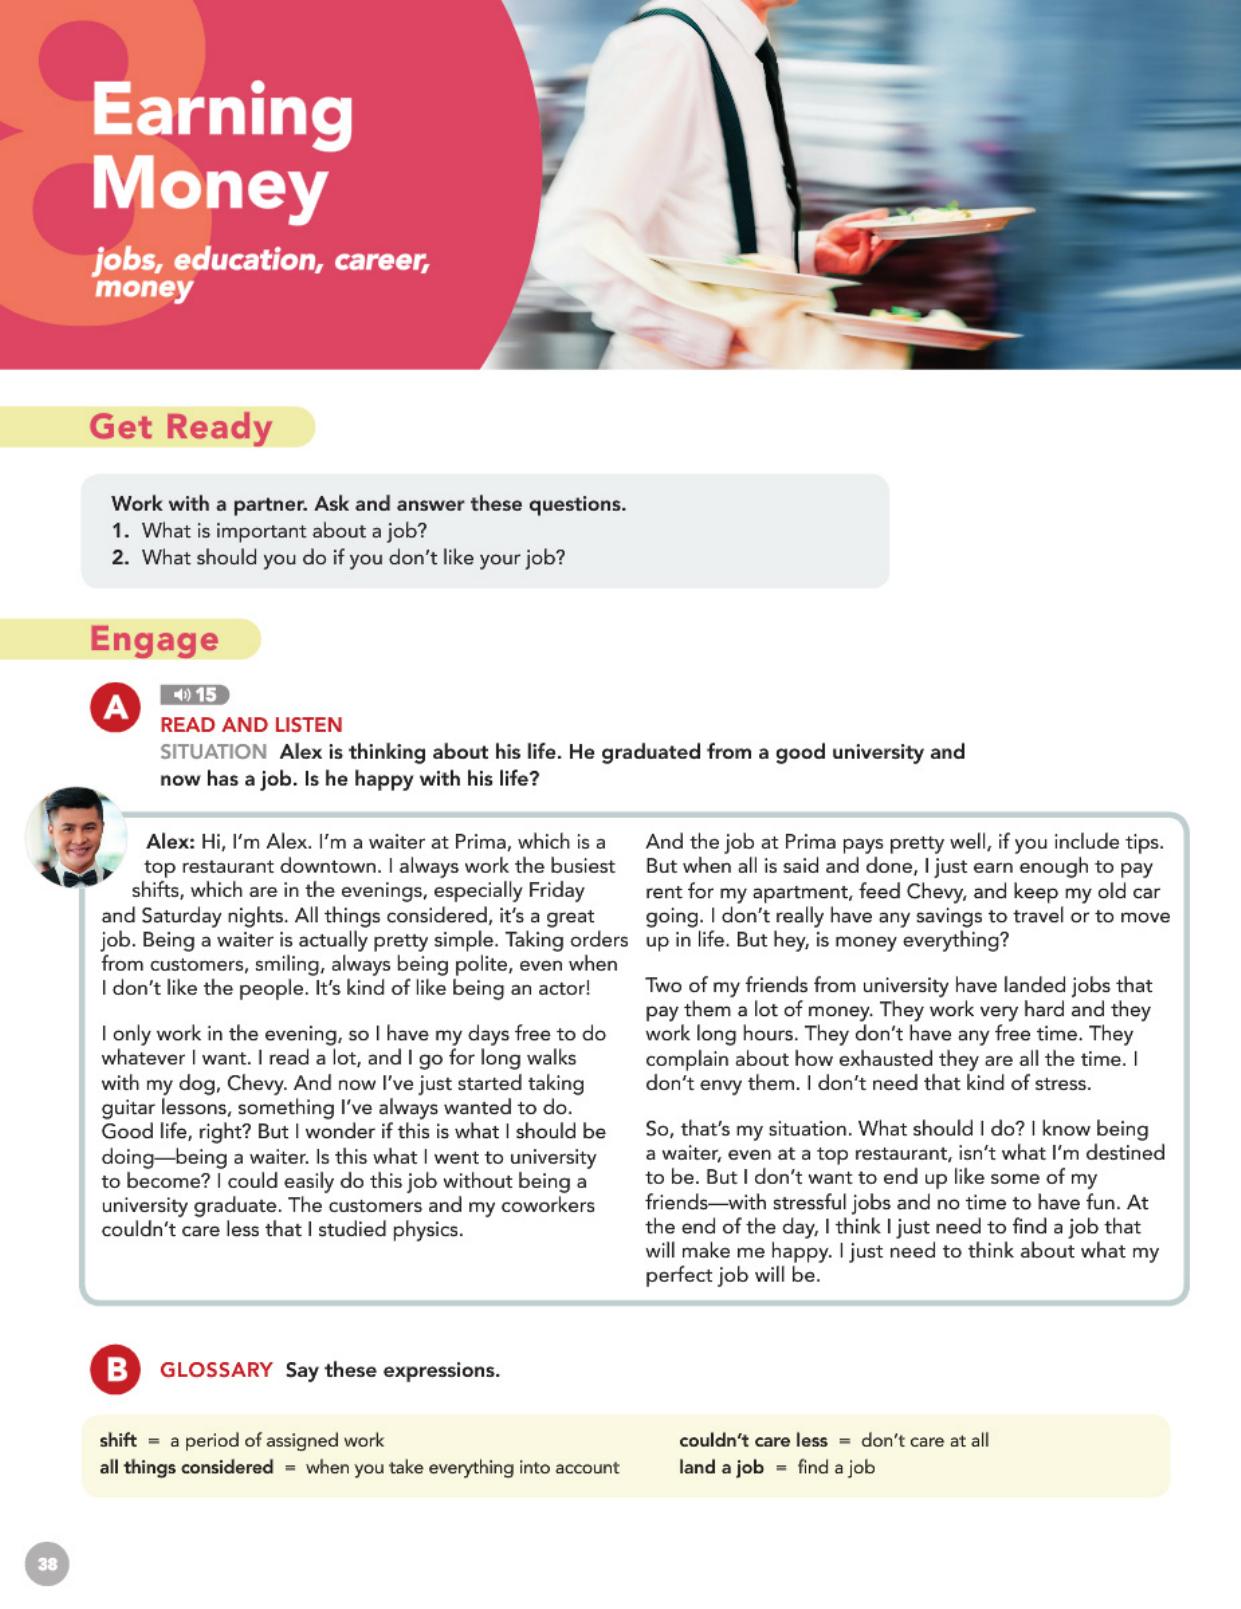 8
Earning
Money
jobs, education, career,
money
Get Ready
Work with a partner. Ask and answer these questions.
1. What is important about a job?
2. What should you do if you don't like your job?
Engage
A
15
READ AND LISTEN
SITUATION Alex is thinking about his life. He graduated from a good university and
now has a job. Is he happy with his life?
Alex: Hi, I'm Alex. I'm a waiter at Prima, which is a
top restaurant downtown. I always work the busiest
shifts, which are in the evenings, especially Friday
and Saturday nights. All things considered, it's a great
job. Being a waiter is actually pretty simple. Taking orders
from customers, smiling, always being polite, even when
I don't like the people. It's kind of like being an actor!
I only work in the evening, so I have my days free to do
whatever I want. I read a lot, and I go for long walks
with my dog, Chevy. And now I've just started taking
guitar lessons, something I've always wanted to do.
Good life, right? But I wonder if this is what I should be
doing—being a waiter. Is this what I went to university
to become? I could easily do this job without being a
university graduate. The customers and my coworkers
couldn't care less that I studied physics.
And the job at Prima pays pretty well, if you include tips.
But when all is said and done, I just earn enough to pay
rent for my apartment, feed Chevy, and keep my old car
going. I don't really have any savings to travel or to move
up in life. But hey, is money everything?
Two of my friends from university have landed jobs that
pay them a lot of money. They work very hard and they
work long hours. They don't have any free time. They
complain about how exhausted they are all the time. I
don't envy them. I don't need that kind of stress.
So, that's my situation. What should I do? I know being
a waiter, even at a top restaurant, isn't what I'm destined
to be. But I don't want to end up like some of my
friends—with stressful jobs and no time to have fun. At
the end of the day, I think I just need to find a job that
will make me happy. I just need to think about what my
perfect job will be.
B
GLOSSARY Say these expressions.
shift = a period of assigned work
all things considered = when you take everything into account
couldn't care less = don't care at all
land a job = find a job
38